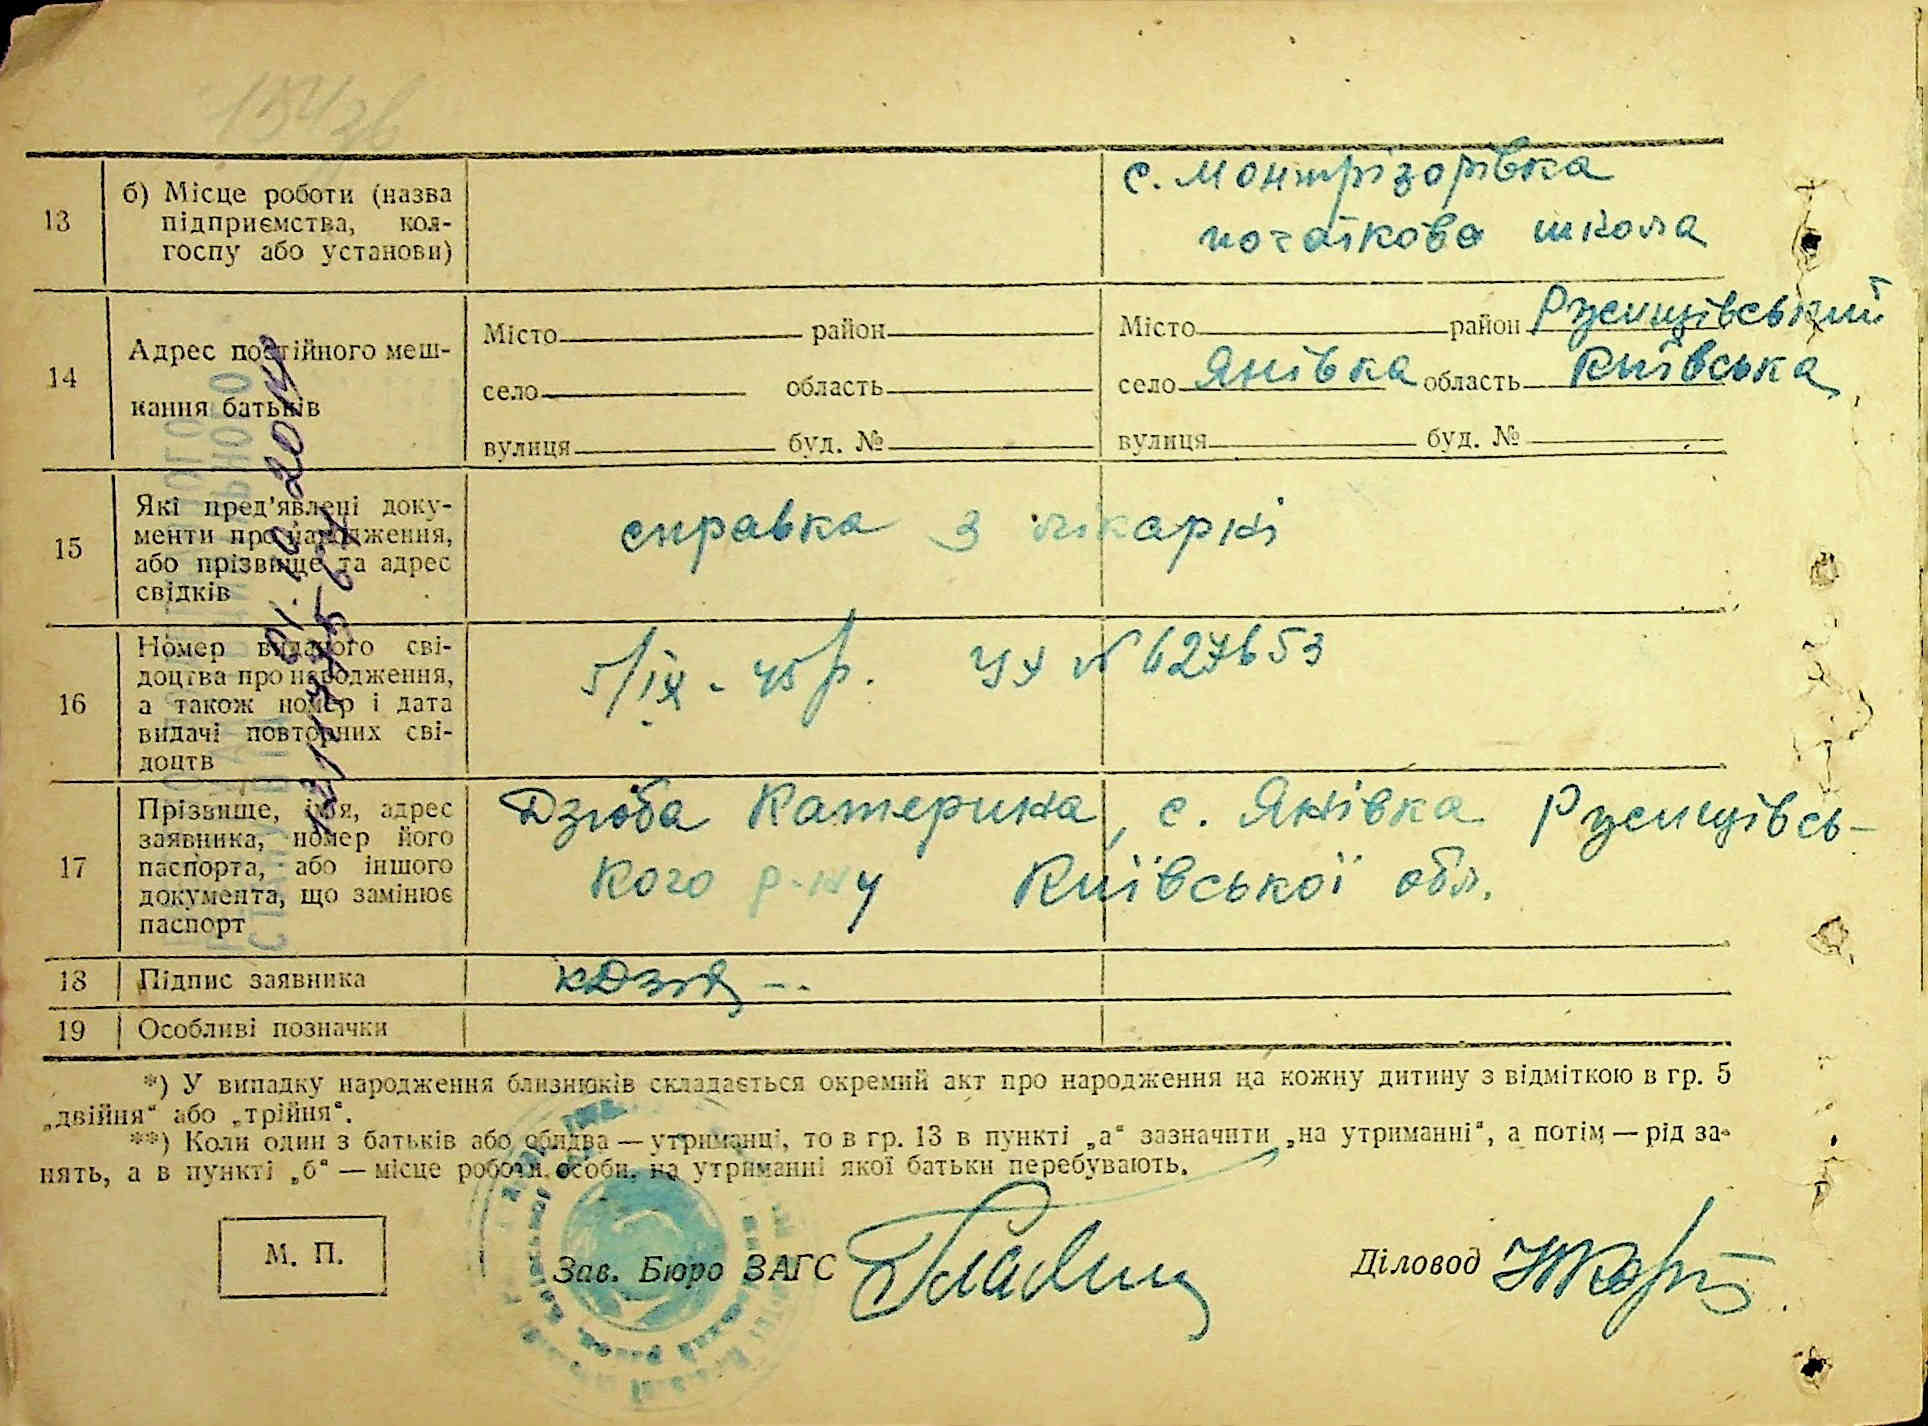 13
б) Місце роботи (назва
підприємства, кол-
госпу або установи)
с. Монтрізорівка
початкова школа
14
Адрес постійного меш-
кання батьків
Місто район
село область
вулиця буд. №
Місто район Рузищівський
село Янівка область Київська
вулиця буд. №
15
Які пред'явлені доку-
менти про народження,
або прізвище та адрес
свідків
справка з лікарні
16
Номер виданого сві-
доцтва про народження,
а також номер і дата
видачі повторних сві-
доцтв
5/ІХ - 45 р. № 627653
17
Прізвище, ім'я, адрес
заявника, номер його
паспорта, або іншого
документа, що замінює
паспорт
Дзюба Катерина, с. Янівка Рузищівсь-
кого р-ну Київської обл.
18
Підпис заявника
19
Особливі позначки
*) У випадку народження близнюків складається окремий акт про народження на кожну дитину з відміткою в гр. 5
„двійня“ або „трійня“.
**) Коли один з батьків або обидва — утриманці, то в гр. 13 в пункті „а“ зазначити „на утриманні“, а потім — рід за-
нять, а в пункті „б“ — місце роботи особи, на утриманні якої батьки перебувають.
М. П.
Зав. Бюро ЗАГС
Діловод